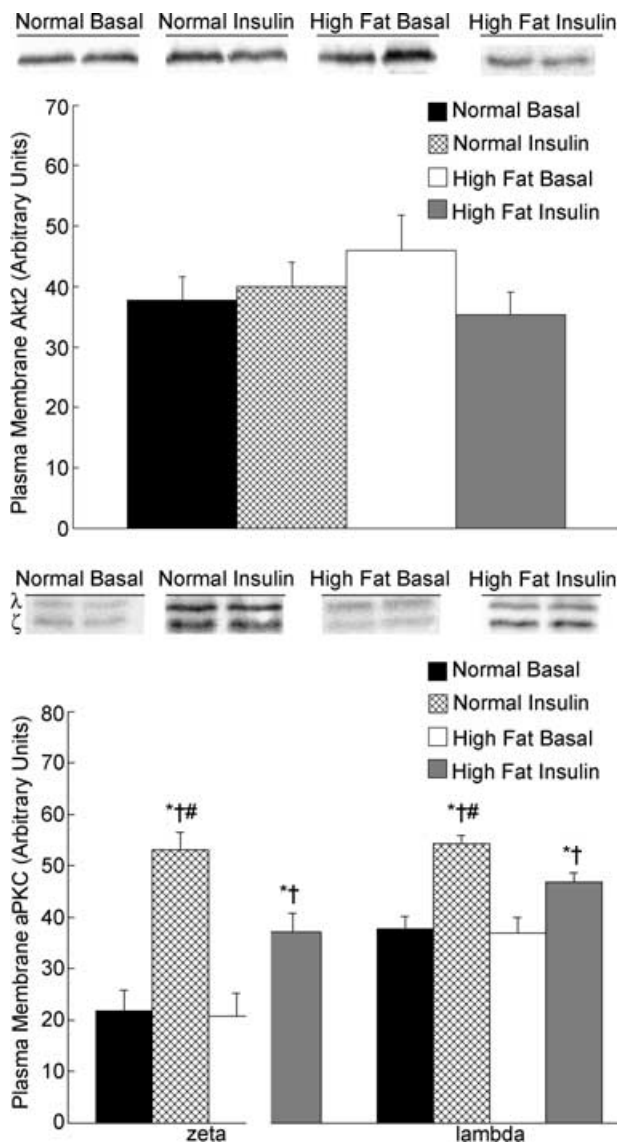 Normal Basal Normal Insulin High Fat Basal High Fat Insulin
70
60
50
40
30
20
10
0
Plasma Membrane Akt2 (Arbitrary Units)
Normal Basal
Normal Insulin
High Fat Basal
High Fat Insulin
Normal Basal Normal Insulin High Fat Basal High Fat Insulin
λ
ζ
80
70
60
50
40
30
20
10
0
Plasma Membrane aPKC (Arbitrary Units)
Normal Basal
Normal Insulin
High Fat Basal
High Fat Insulin
*†#
*†
*†#
*†
zeta lambda